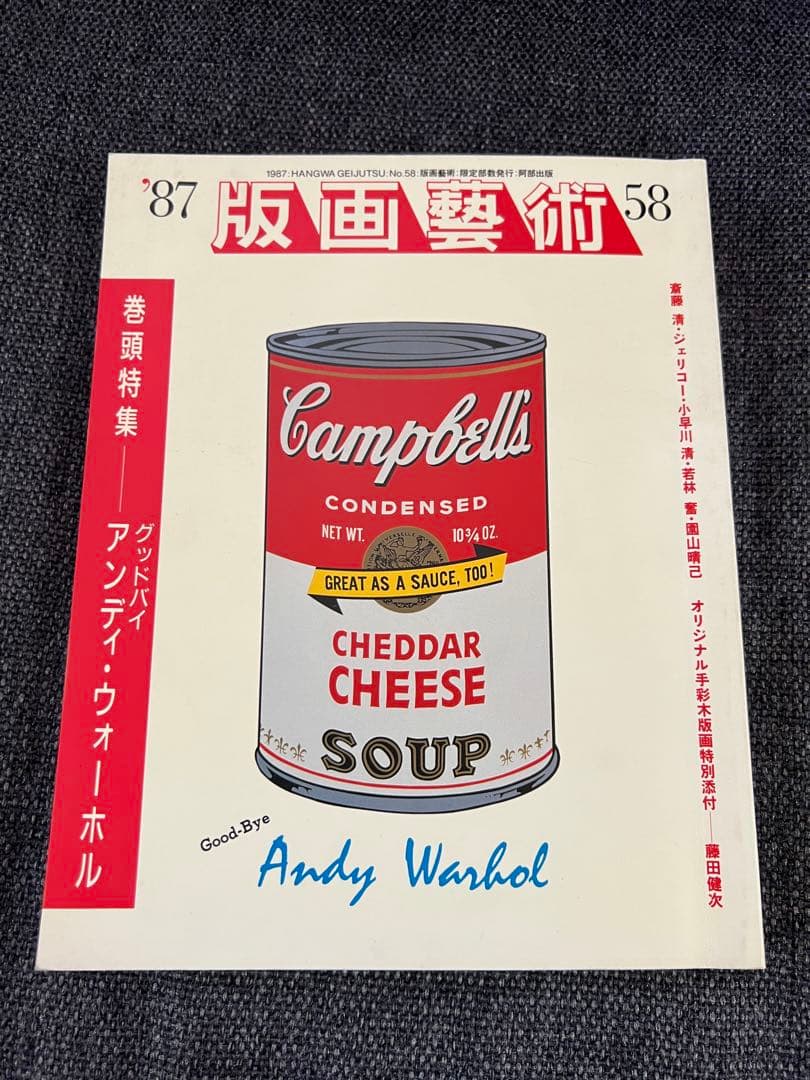 1987:HANGWA GEIJUTSU:No.58:版画藝術:限定部数発行:阿部出版
'87
版画藝術
58
巻頭特集――
グッドバイ
アンディ・ウォーホル
斎藤 清・ジェリコー・小早川 清・若林 奮・園山晴己 オリジナル手彩木版画特別添付――藤田健次
Campbell's
CONDENSED
NET WT. 10¾ OZ.
GREAT AS A SAUCE, TOO!
CHEDDAR
CHEESE
SOUP
Good-Bye
Andy Warhol